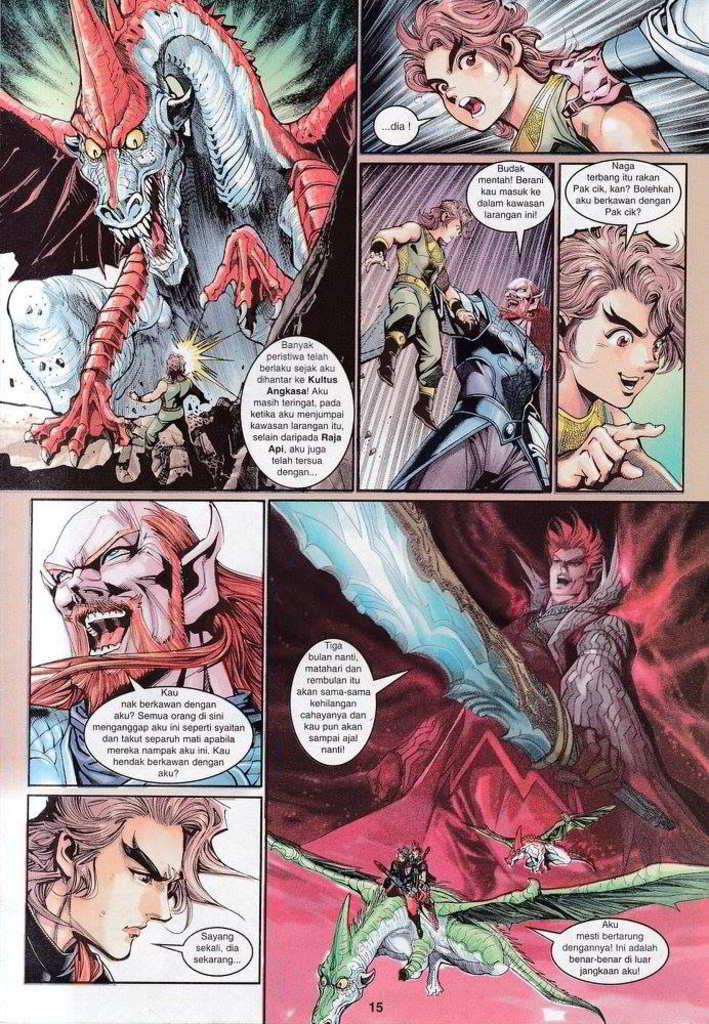 Banyak
peristiwa telah
berlaku sejak aku
dihantar ke Kultus
Angkasa! Aku
masih teringat, pada
ketika aku menjumpai
kawasan larangan itu,
selain daripada Raja
Api, aku juga
telah tersua
dengan...
...dia !
Budak
mentah! Berani
kau masuk ke
dalam kawasan
larangan ini!
Naga
terbang itu rakan
Pak cik, kan? Bolehkah
aku berkawan dengan
Pak cik?
Kau
nak berkawan dengan
aku? Semua orang di sini
menganggap aku ini seperti syaitan
dan takut separuh mati apabila
mereka nampak aku ini. Kau
hendak berkawan dengan
aku?
Tiga
bulan nanti,
matahari dan
rembulan itu
akan sama-sama
kehilangan
cahayanya dan
kau pun akan
sampai ajal
nanti!
Sayang
sekali, dia
sekarang...
Aku
mesti bertarung
dengannya! Ini adalah
benar-benar di luar
jangkaan aku!
15